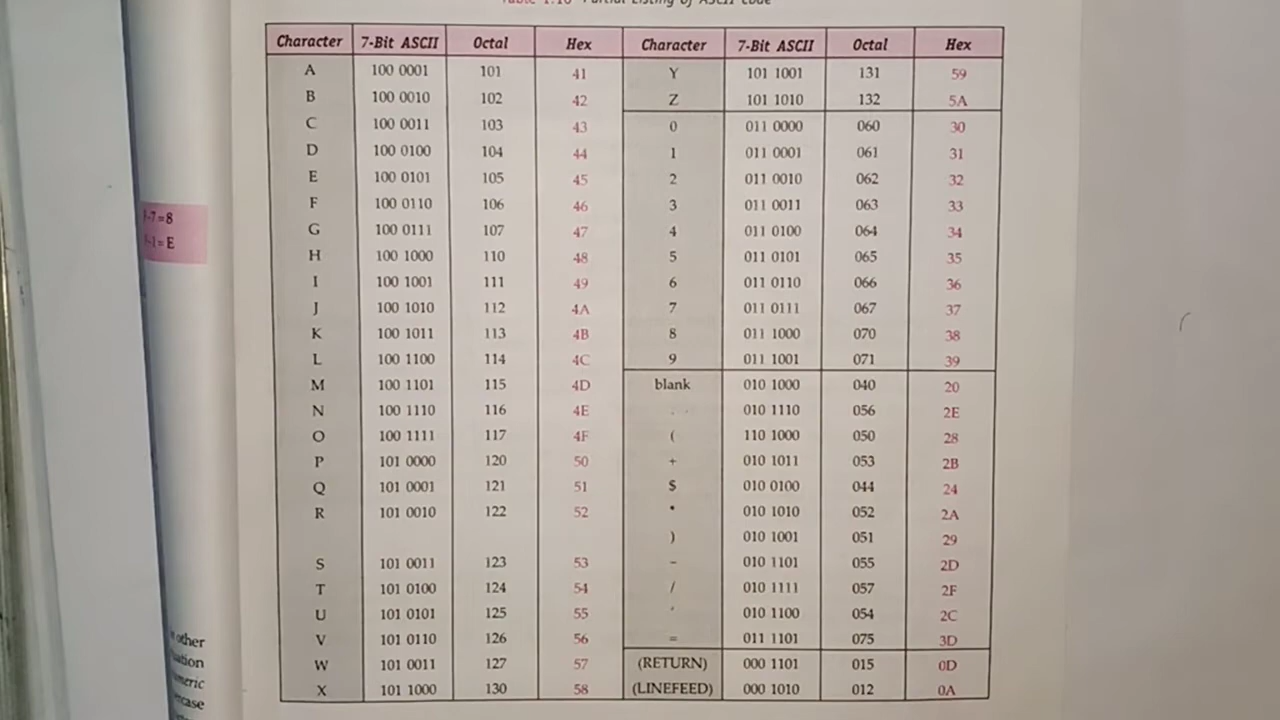 Table 1.10 Partial Listing of ASCII Code
Character 7-Bit ASCII Octal Hex Character 7-Bit ASCII Octal Hex
A 100 0001 101 41 Y 101 1001 131 59
B 100 0010 102 42 Z 101 1010 132 5A
C 100 0011 103 43 0 011 0000 060 30
D 100 0100 104 44 1 011 0001 061 31
E 100 0101 105 45 2 011 0010 062 32
F 100 0110 106 46 3 011 0011 063 33
G 100 0111 107 47 4 011 0100 064 34
H 100 1000 110 48 5 011 0101 065 35
I 100 1001 111 49 6 011 0110 066 36
J 100 1010 112 4A 7 011 0111 067 37
K 100 1011 113 4B 8 011 1000 070 38
L 100 1100 114 4C 9 011 1001 071 39
M 100 1101 115 4D blank 010 1000 040 20
N 100 1110 116 4E . 010 1110 056 2E
O 100 1111 117 4F ( 110 1000 050 28
P 101 0000 120 50 + 010 1011 053 2B
Q 101 0001 121 51 $ 010 0100 044 24
R 101 0010 122 52 * 010 1010 052 2A
) 010 1001 051 29
S 101 0011 123 53 – 010 1101 055 2D
T 101 0100 124 54 / 010 1111 057 2F
U 101 0101 125 55 ' 010 1100 054 2C
V 101 0110 126 56 = 011 1101 075 3D
W 101 0011 127 57 (RETURN) 000 1101 015 0D
X 101 1000 130 58 (LINEFEED) 000 1010 012 0A
-7=8
-1=E
other